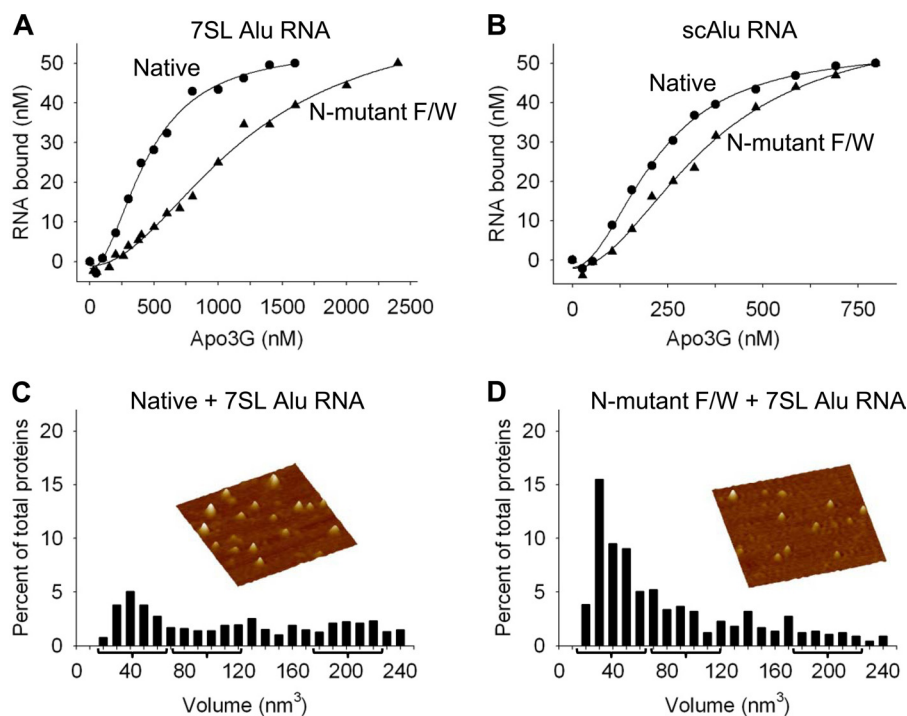 A
7SL Alu RNA
RNA bound (nM)
50
40
30
20
10
0
Native
N-mutant F/W
0 500 1000 1500 2000 2500
Apo3G (nM)
B
scAlu RNA
RNA bound (nM)
50
40
30
20
10
0
Native
N-mutant F/W
0 250 500 750
Apo3G (nM)
C
Native + 7SL Alu RNA
Percent of total proteins
20
15
10
5
0
0 40 80 120 160 200 240
Volume (nm³)
D
N-mutant F/W + 7SL Alu RNA
Percent of total proteins
20
15
10
5
0
0 40 80 120 160 200 240
Volume (nm³)